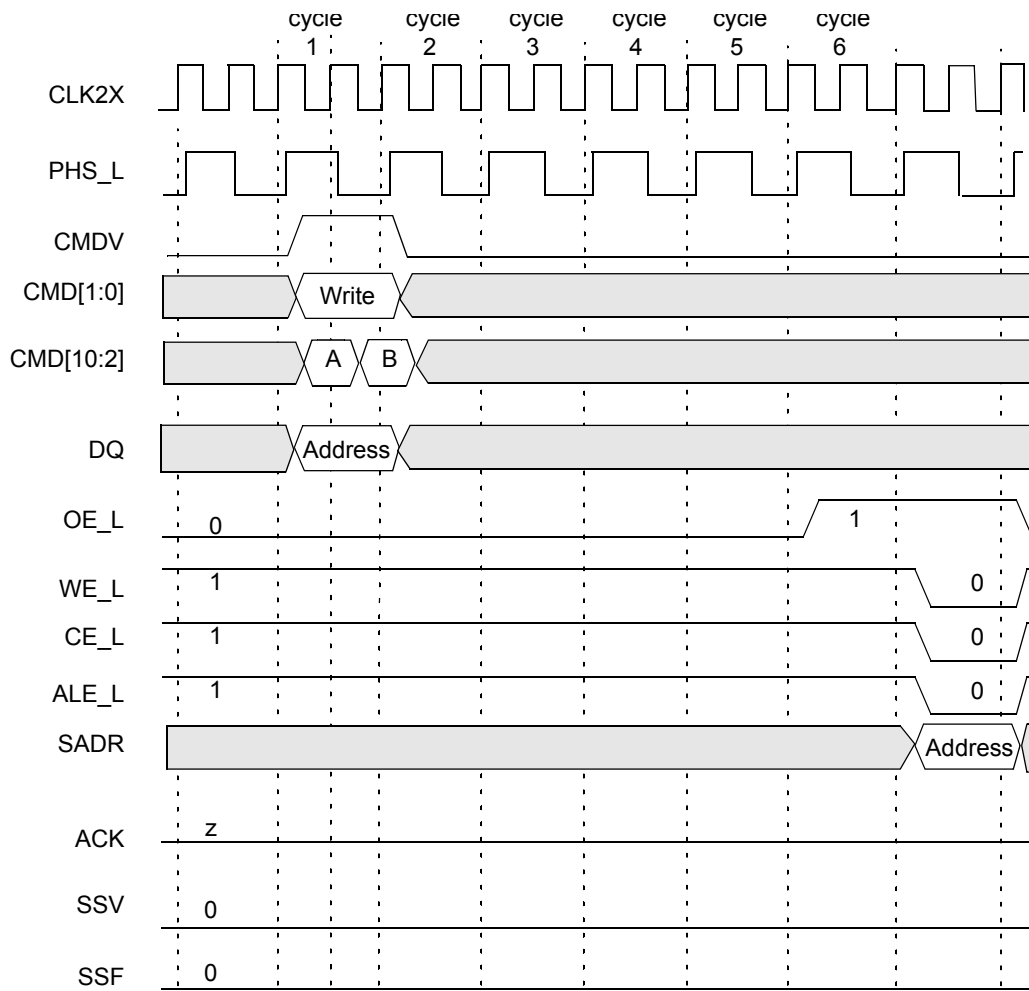 cycle cycle cycle cycle cycle cycle
1 2 3 4 5 6
CLK2X
PHS_L
CMDV
CMD[1:0] Write
CMD[10:2] A B
DQ Address
OE_L 0 1
WE_L 1 0
CE_L 1 0
ALE_L 1 0
SADR Address
ACK z
SSV 0
SSF 0